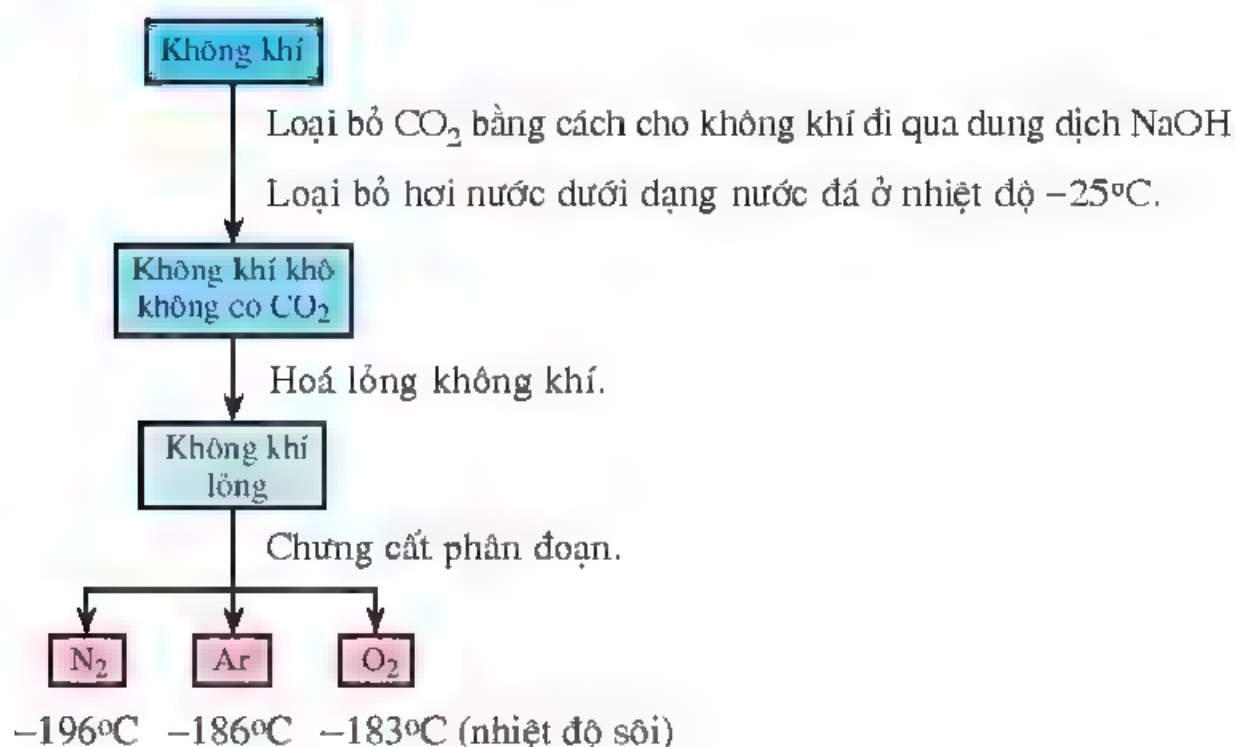 Không khí
Loại bỏ CO₂ bằng cách cho không khí đi qua dung dịch NaOH
Loại bỏ hơi nước dưới dạng nước đá ở nhiệt độ –25ºC.
Không khí khô
không co CO₂
Hoá lỏng không khí.
Không khí
lỏng
Chưng cất phân đoạn.
N₂ Ar O₂
–196ºC –186ºC –183ºC (nhiệt độ sôi)